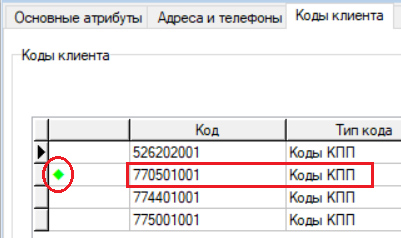 Основные атрибуты Адреса и телефоны Коды клиента
Коды клиента
Код Тип кода
526202001 Коды КПП
770501001 Коды КПП
774401001 Коды КПП
775001001 Коды КПП